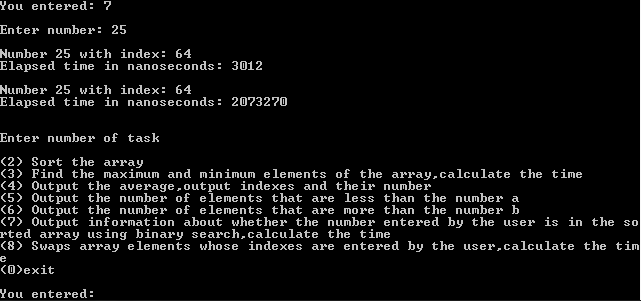 You entered: 7
Enter number: 25
Number 25 with index: 64
Elapsed time in nanoseconds: 3012
Number 25 with index: 64
Elapsed time in nanoseconds: 2073270
Enter number of task
(2) Sort the array
(3) Find the maximum and minimum elements of the array,calculate the time
(4) Output the average,output indexes and their number
(5) Output the number of elements that are less than the number a
(6) Output the number of elements that are more than the number b
(7) Output information about whether the number entered by the user is in the so
rted array using binary search,calculate the time
(8) Swaps array elements whose indexes are entered by the user,calculate the tim
e
(0)exit
You entered: